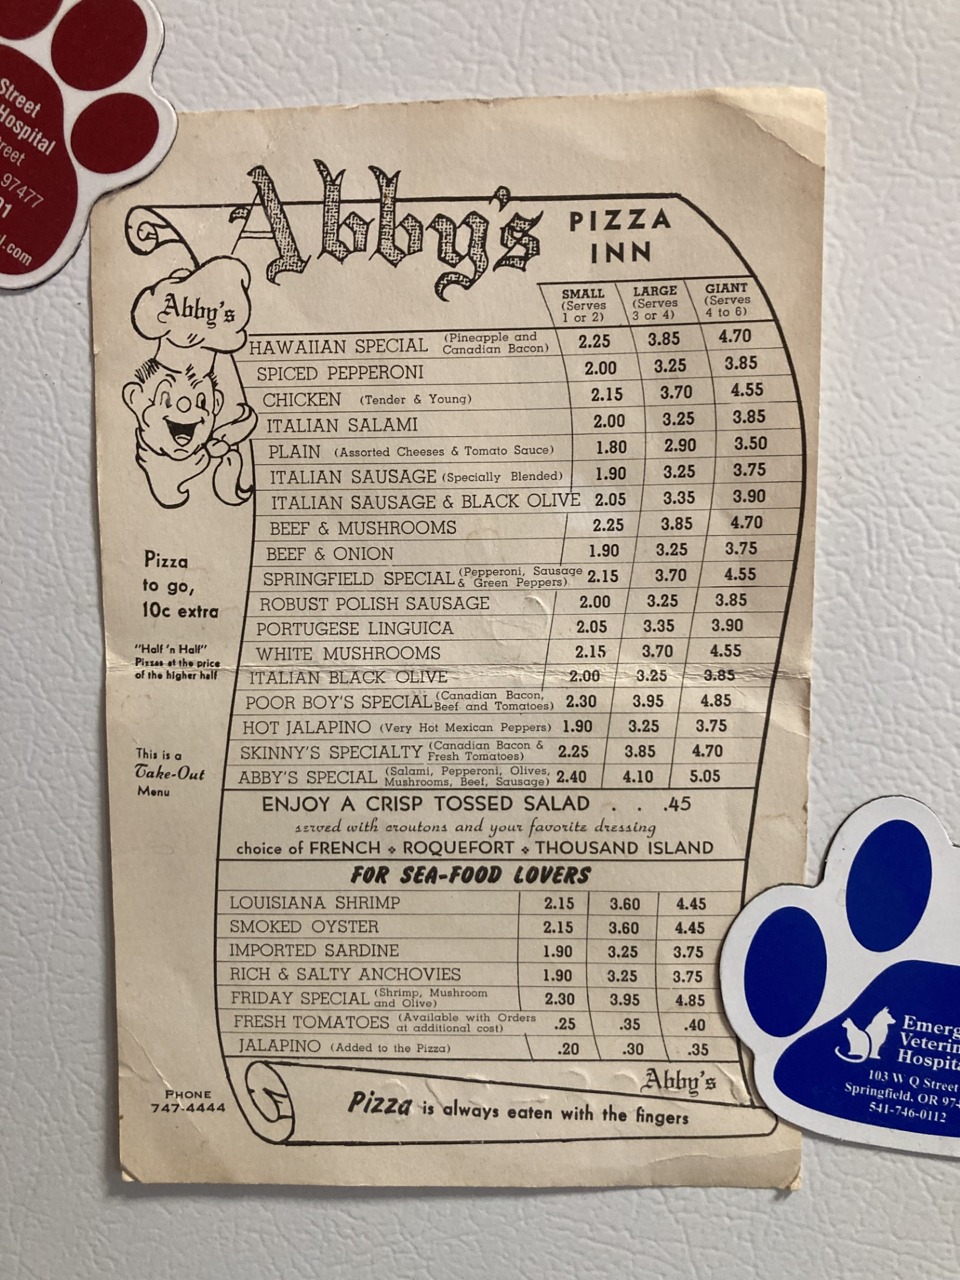 Street
Hospital
reet
97477
01
l.com
Abby's PIZZA
INN
Abby's
SMALL LARGE GIANT
(Serves (Serves (Serves
1 or 2) 3 or 4) 4 to 6)
HAWAIIAN SPECIAL (Pineapple and Canadian Bacon) 2.25 3.85 4.70
SPICED PEPPERONI 2.00 3.25 3.85
CHICKEN (Tender & Young) 2.15 3.70 4.55
ITALIAN SALAMI 2.00 3.25 3.85
PLAIN (Assorted Cheeses & Tomato Sauce) 1.80 2.90 3.50
ITALIAN SAUSAGE (Specially Blended) 1.90 3.25 3.75
ITALIAN SAUSAGE & BLACK OLIVE 2.05 3.35 3.90
BEEF & MUSHROOMS 2.25 3.85 4.70
BEEF & ONION 1.90 3.25 3.75
SPRINGFIELD SPECIAL (Pepperoni, Sausage & Green Peppers) 2.15 3.70 4.55
ROBUST POLISH SAUSAGE 2.00 3.25 3.85
PORTUGESE LINGUICA 2.05 3.35 3.90
WHITE MUSHROOMS 2.15 3.70 4.55
ITALIAN BLACK OLIVE 2.00 3.25 3.85
POOR BOY'S SPECIAL (Canadian Bacon, Beef and Tomatoes) 2.30 3.95 4.85
HOT JALAPINO (Very Hot Mexican Peppers) 1.90 3.25 3.75
SKINNY'S SPECIALTY (Canadian Bacon & Fresh Tomatoes) 2.25 3.85 4.70
ABBY'S SPECIAL (Salami, Pepperoni, Olives, Mushrooms, Beef, Sausage) 2.40 4.10 5.05
Pizza
to go,
10c extra
"Half 'n Half"
Pizzas at the price
of the higher half
This is a
Take-Out
Menu
ENJOY A CRISP TOSSED SALAD . . .45
served with croutons and your favorite dressing
choice of FRENCH ❖ ROQUEFORT ❖ THOUSAND ISLAND
FOR SEA-FOOD LOVERS
LOUISIANA SHRIMP 2.15 3.60 4.45
SMOKED OYSTER 2.15 3.60 4.45
IMPORTED SARDINE 1.90 3.25 3.75
RICH & SALTY ANCHOVIES 1.90 3.25 3.75
FRIDAY SPECIAL (Shrimp, Mushroom and Olive) 2.30 3.95 4.85
FRESH TOMATOES (Available with Orders at additional cost) .25 .35 .40
JALAPINO (Added to the Pizza) .20 .30 .35
Abby's
Pizza is always eaten with the fingers
PHONE
747-4444
Emerg
Veterin
Hospita
103 W Q Street
Springfield, OR 974
541-746-0112